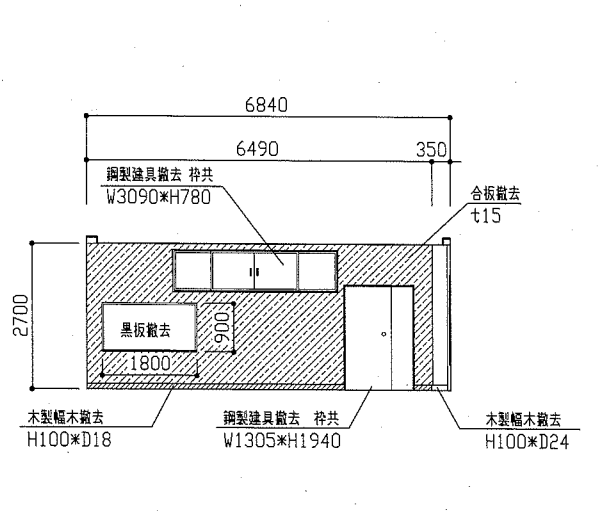 6840
6490
350
鋼製建具撤去 枠共
W3090*H780
合板撤去
t15
2700
黒板撤去
900
1800
木製幅木撤去
H100*D18
鋼製建具撤去 枠共
W1305*H1940
木製幅木撤去
H100*D24